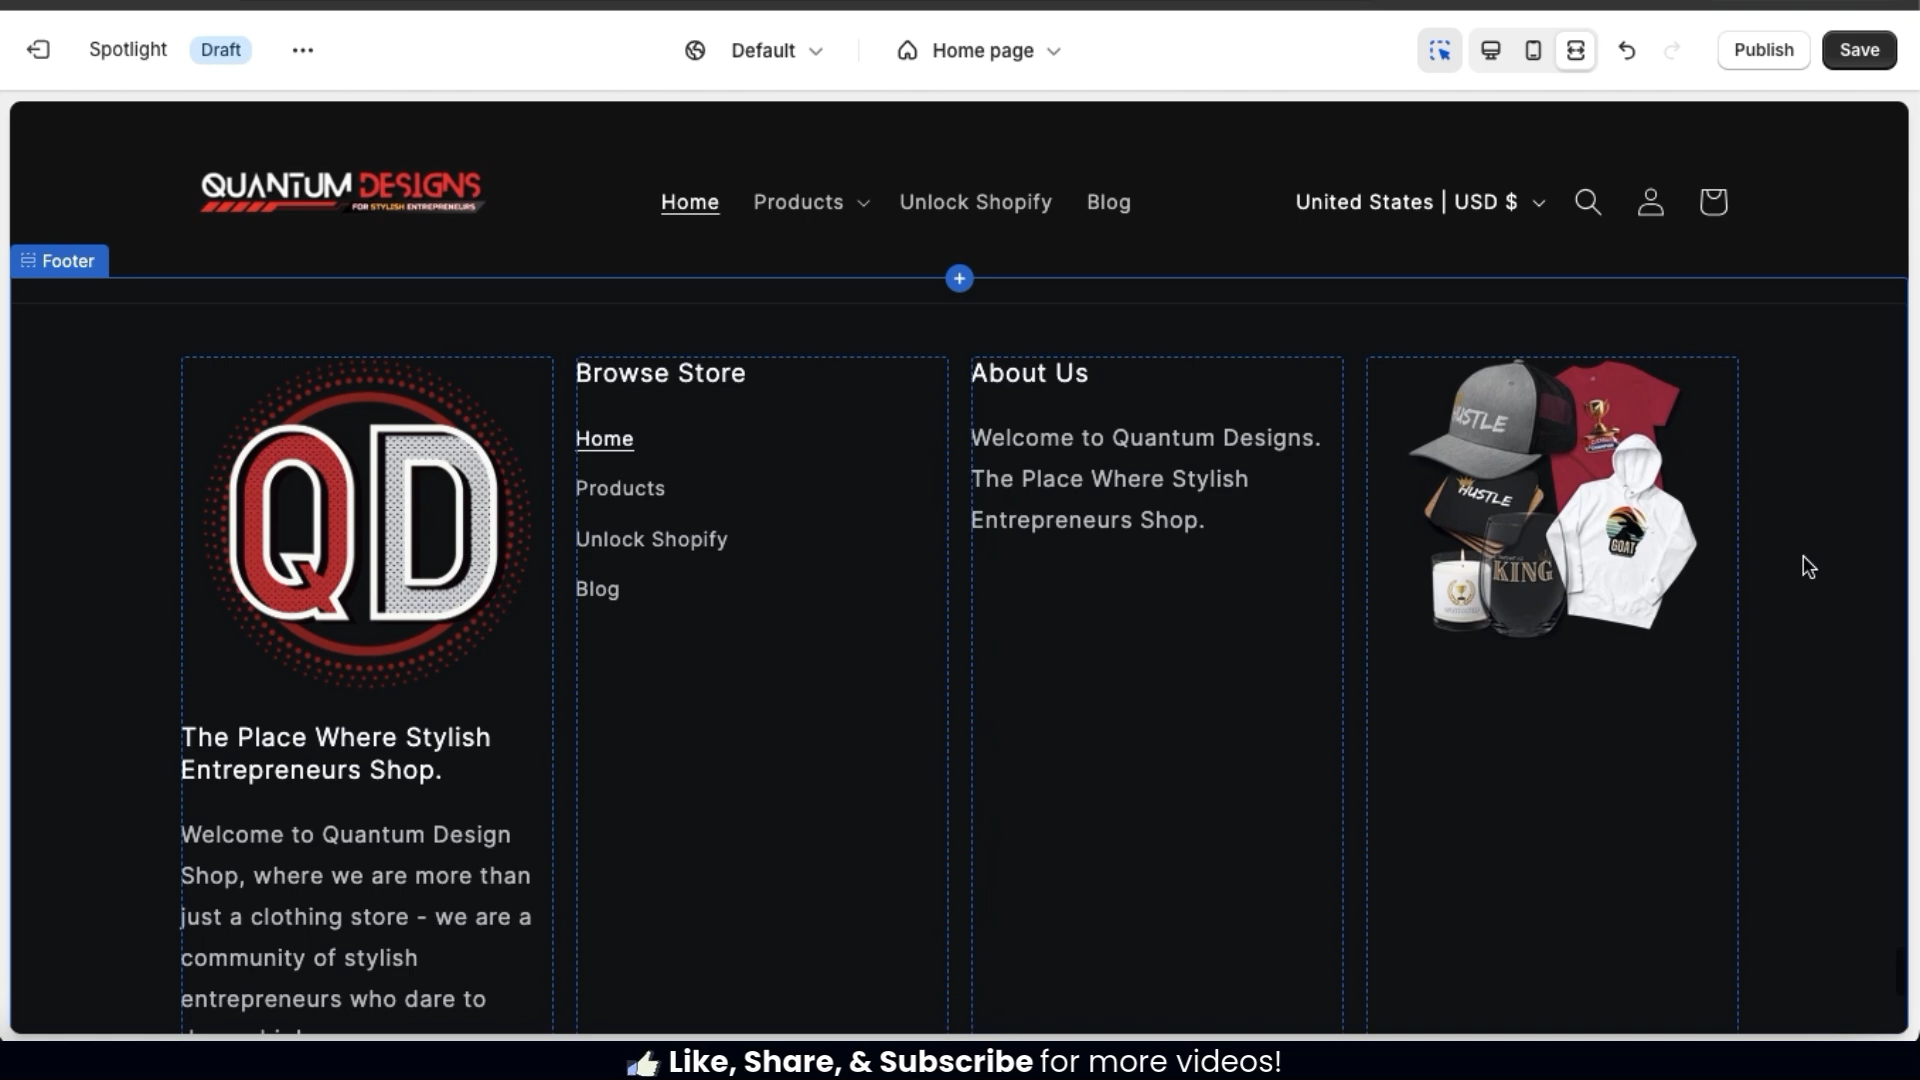 Spotlight Draft Default Home page Publish Save
QUANTUM DESIGNS
FOR STYLISH ENTREPRENEURS
Home Products Unlock Shopify Blog United States | USD $
Footer
Browse Store
Home
Products
Unlock Shopify
Blog
About Us
Welcome to Quantum Designs.
The Place Where Stylish
Entrepreneurs Shop.
HUSTLE
HUSTLE
GOAT
KING
QD
The Place Where Stylish
Entrepreneurs Shop.
Welcome to Quantum Design
Shop, where we are more than
just a clothing store - we are a
community of stylish
entrepreneurs who dare to
Like, Share, & Subscribe for more videos!